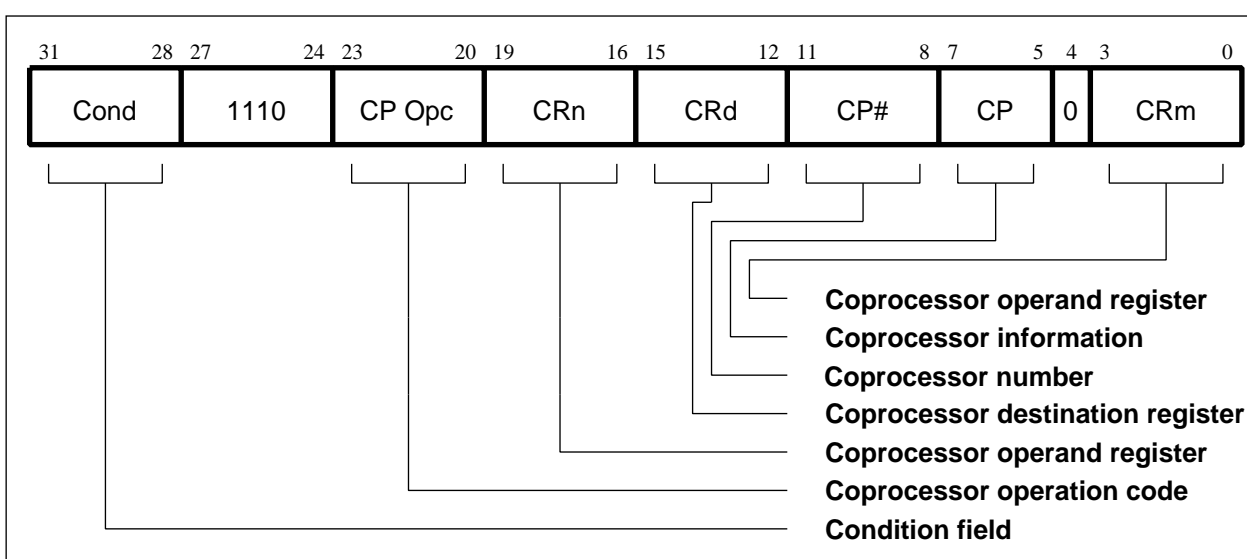 31 28 27 24 23 20 19 16 15 12 11 8 7 5 4 3 0
Cond 1110 CP Opc CRn CRd CP# CP 0 CRm
Coprocessor operand register
Coprocessor information
Coprocessor number
Coprocessor destination register
Coprocessor operand register
Coprocessor operation code
Condition field